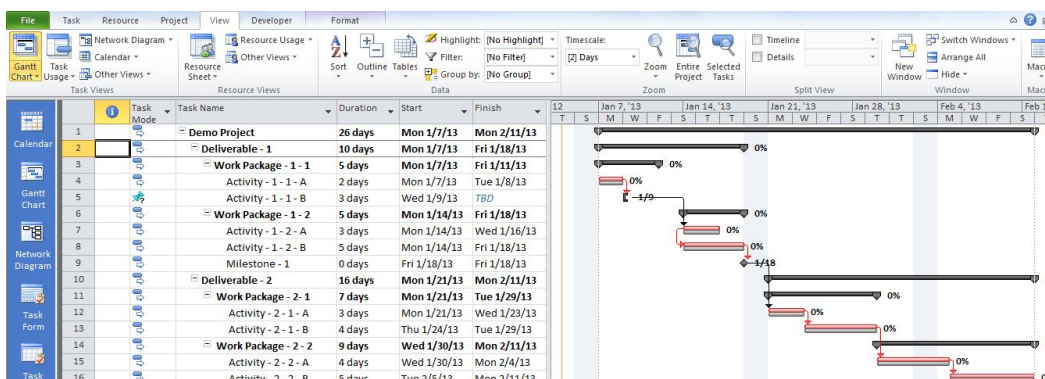 File Task Resource Project View Developer Format
Gantt Chart
Task Usage
Network Diagram
Calendar
Other Views
Task Views
Resource Sheet
Resource Usage
Other Views
Resource Views
Sort
Outline
Tables
Highlight: [No Highlight]
Filter: [No Filter]
Group by: [No Group]
Data
Timescale:
[2] Days
Zoom
Entire Project
Selected Tasks
Zoom
Timeline
Details
Split View
New Window
Switch Windows
Arrange All
Hide
Window
Calendar
Gantt Chart
Network Diagram
Task Form
Task
Task Mode Task Name Duration Start Finish
12 Jan 7, '13 Jan 14, '13 Jan 21, '13 Jan 28, '13 Feb 4, '13
T S M W F S T T S M W F S T T S M W F S
1 Demo Project 26 days Mon 1/7/13 Mon 2/11/13
2 Deliverable - 1 10 days Mon 1/7/13 Fri 1/18/13 0%
3 Work Package - 1 - 1 5 days Mon 1/7/13 Fri 1/11/13 0%
4 Activity - 1 - 1 - A 2 days Mon 1/7/13 Tue 1/8/13 0%
5 Activity - 1 - 1 - B 3 days Wed 1/9/13 TBD 1/9
6 Work Package - 1 - 2 5 days Mon 1/14/13 Fri 1/18/13 0%
7 Activity - 1 - 2 - A 3 days Mon 1/14/13 Wed 1/16/13 0%
8 Activity - 1 - 2 - B 5 days Mon 1/14/13 Fri 1/18/13 0%
9 Milestone - 1 0 days Fri 1/18/13 Fri 1/18/13 1/18
10 Deliverable - 2 16 days Mon 1/21/13 Mon 2/11/13
11 Work Package - 2- 1 7 days Mon 1/21/13 Tue 1/29/13 0%
12 Activity - 2 - 1 - A 3 days Mon 1/21/13 Wed 1/23/13 0%
13 Activity - 2 - 1 - B 4 days Thu 1/24/13 Tue 1/29/13 0%
14 Work Package - 2 - 2 9 days Wed 1/30/13 Mon 2/11/13
15 Activity - 2 - 2 - A 4 days Wed 1/30/13 Mon 2/4/13 0%
16 Activity - 2 - 2 - B 5 days Tue 2/5/13 Mon 2/11/13